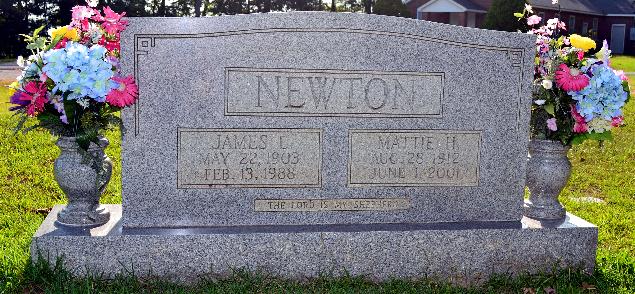 NEWTON
JAMES L.
MAY 22, 1903
FEB. 13, 1988
MATTIE H.
AUG. 28, 1912
JUNE 1, 2001
THE LORD IS MY SHEPHERD